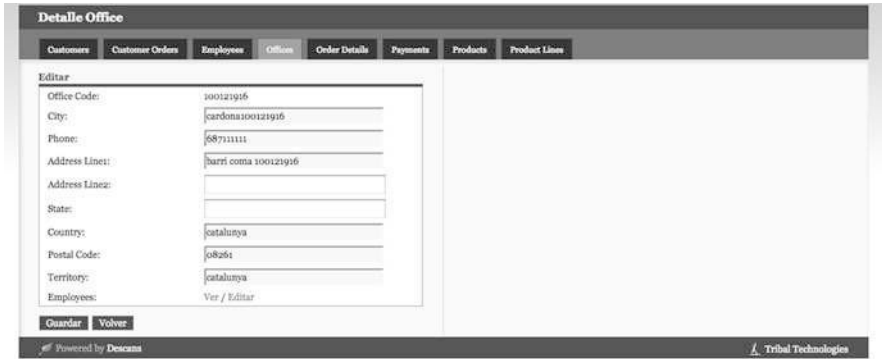 Detalle Office
Customers Customer Orders Employees Offices Order Details Payments Products Product Lines
Editar
Office Code: 100121916
City: cardona100121916
Phone: 687111111
Address Line1: barri coma 100121916
Address Line2:
State:
Country: catalunya
Postal Code: 08261
Territory: catalunya
Employees: Ver / Editar
Guardar Volver
Powered by Descans Tribal Technologies